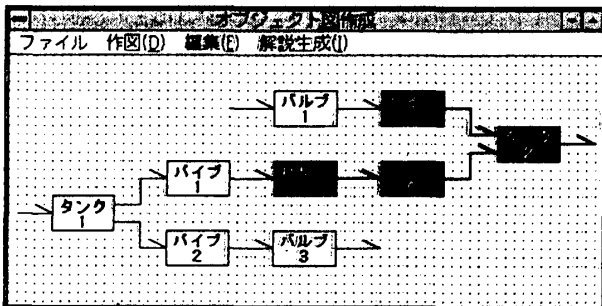 オブジェクト図作成
ファイル 作図(D) 編集(E) 解説生成(I)
バルブ
1
パイプ
1
タンク
1
パイプ
2
バルブ
3